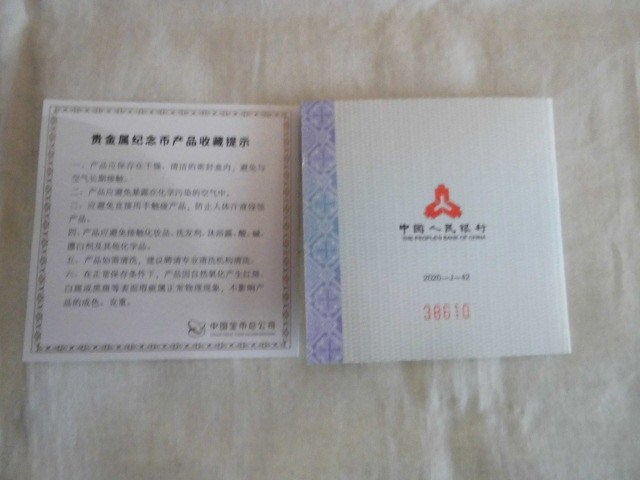 贵金属纪念币产品收藏提示
一、产品应保存在干燥、清洁的密封盒内，避免与
空气长期接触。
二、产品应避免暴露在化学污染的空气中。
三、应避免直接用手触碰产品，防止人体汗液侵蚀
产品。
四、产品应避免接触化妆品、洗发剂、沐浴露、酸、碱、
漂白剂及其他化学品。
五、产品如需清洗，建议聘请专业清洗机构清洗。
六、在正常保存条件下，产品因自然氧化产生红斑、
白斑或黑缘等表面瑕疵属正常物理现象，不影响产
品的成色、克重。
中国金币总公司
中国人民银行
THE PEOPLE'S BANK OF CHINA
2020-J-42
38610